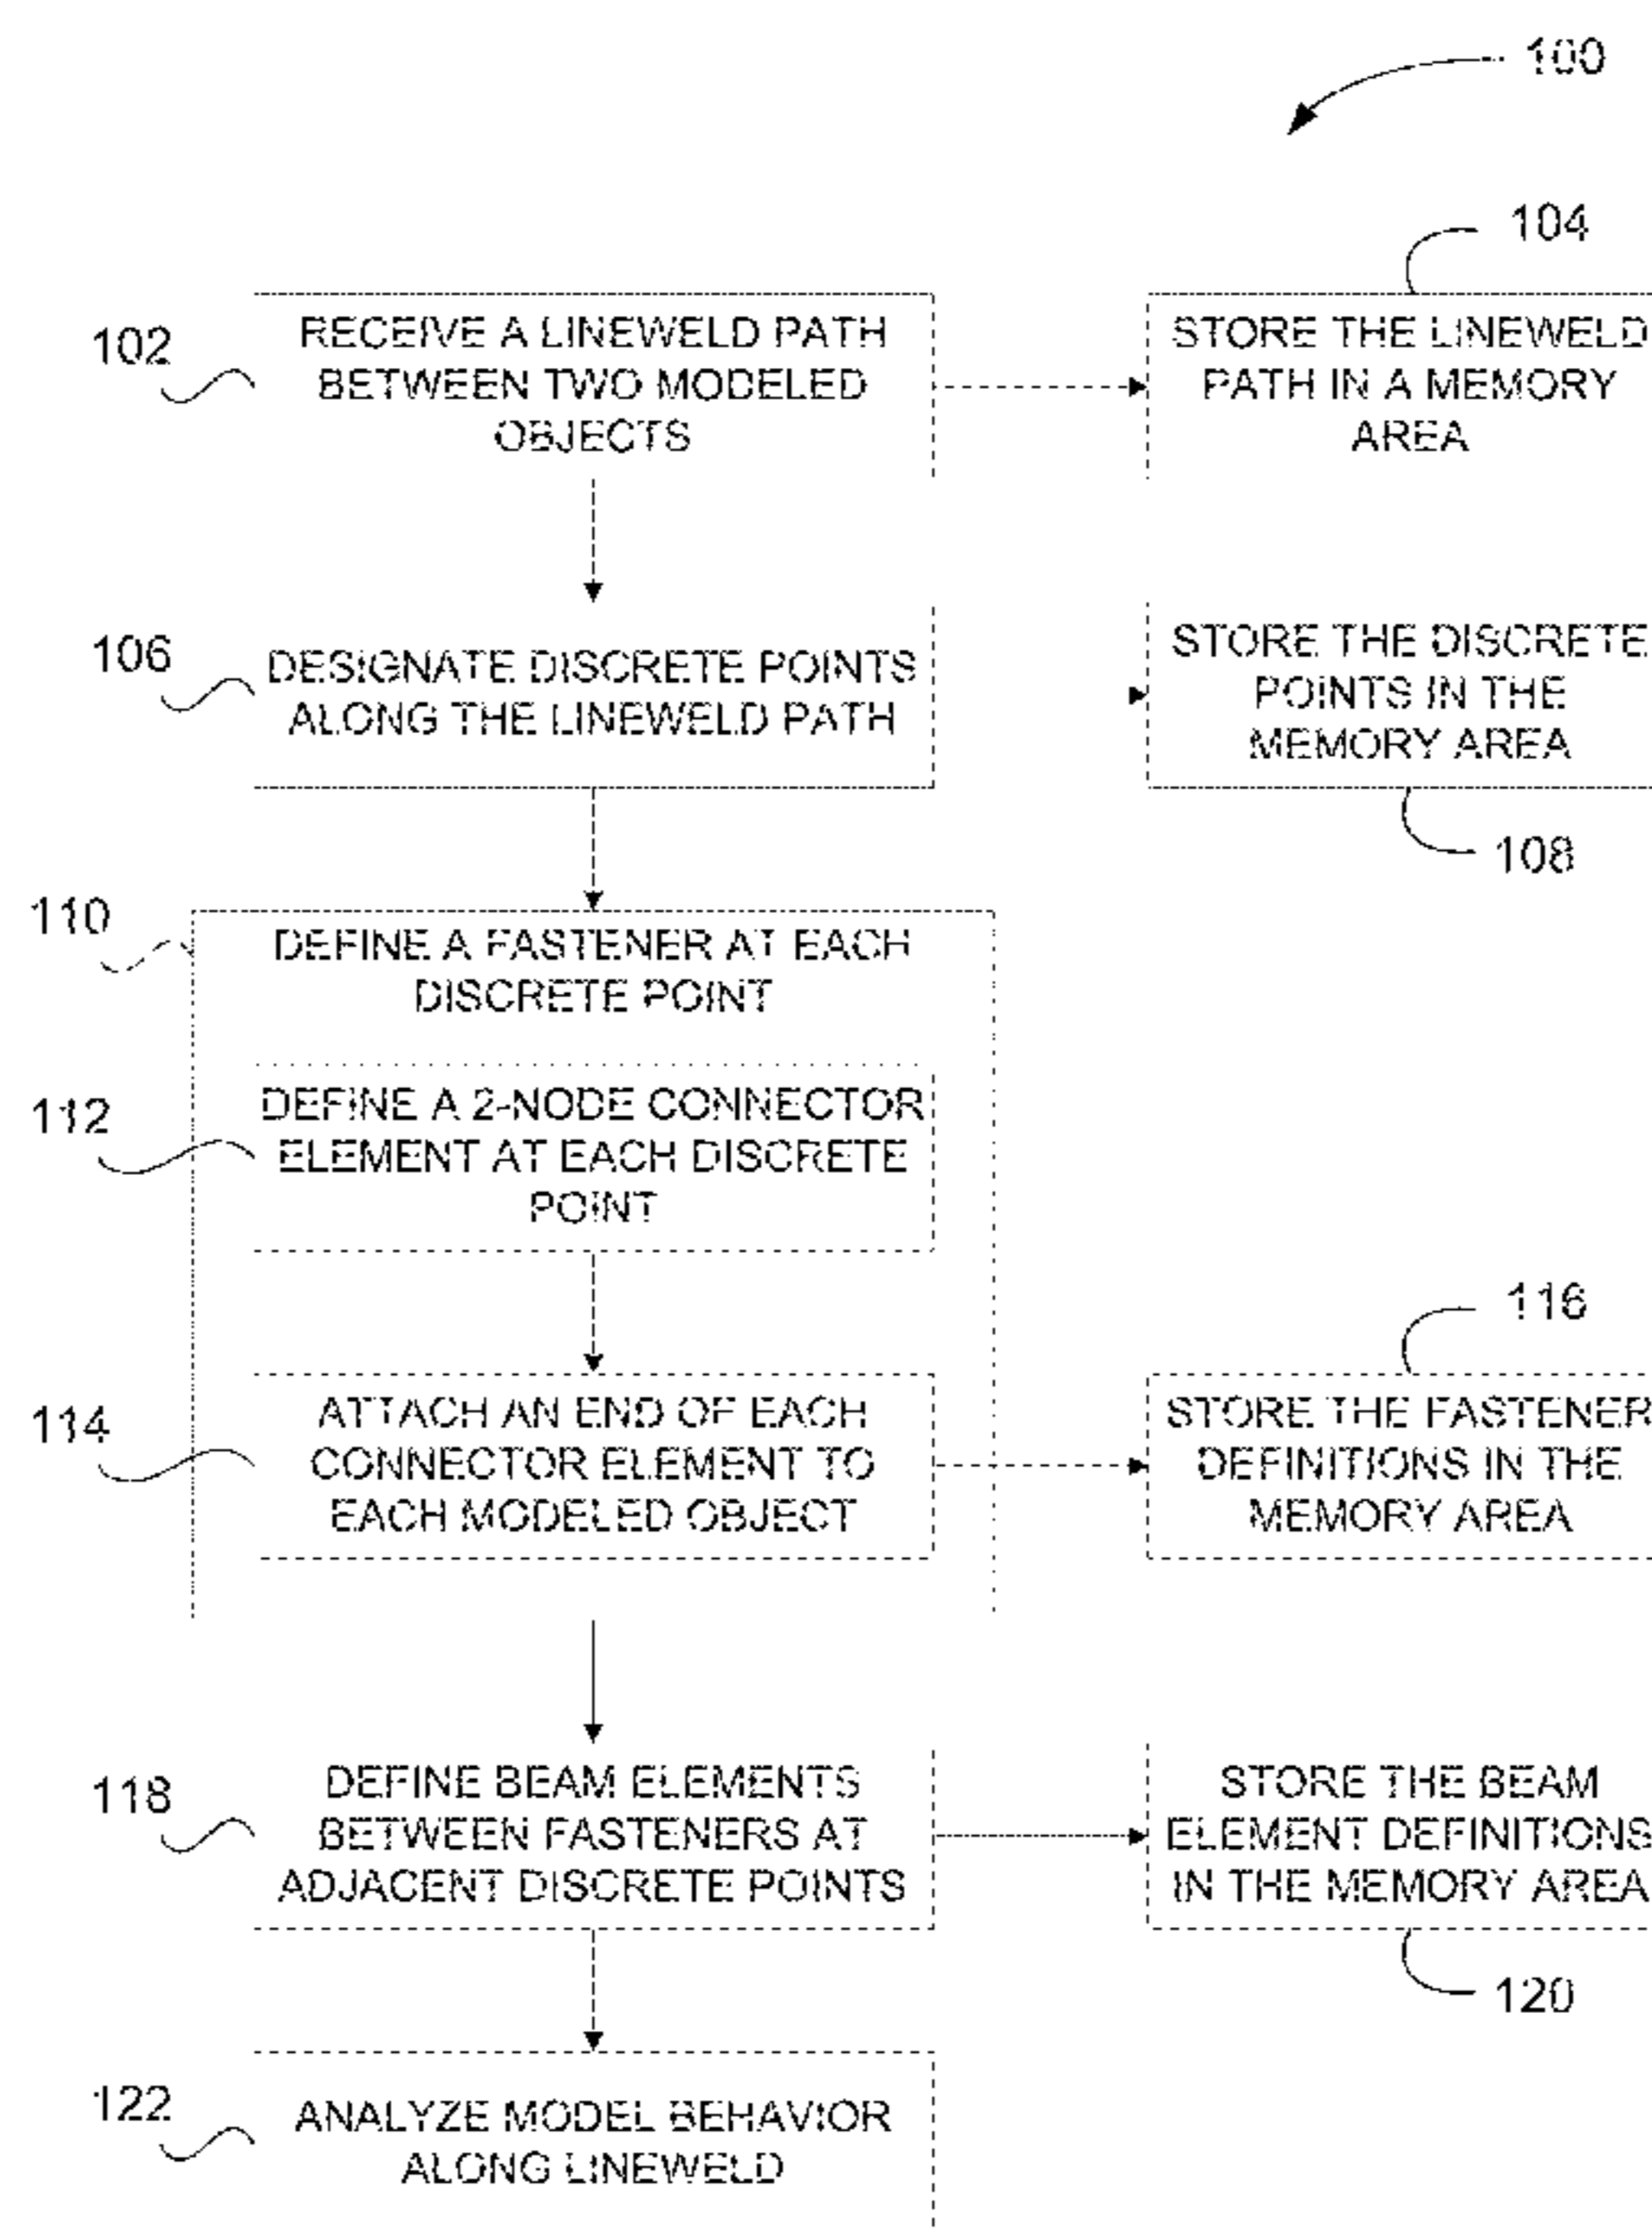 100
104
102
RECEIVE A LINEWELD PATH
BETWEEN TWO MODELED
OBJECTS
STORE THE LINEWELD
PATH IN A MEMORY
AREA
106
DESIGNATE DISCRETE POINTS
ALONG THE LINEWELD PATH
STORE THE DISCRETE
POINTS IN THE
MEMORY AREA
108
110
DEFINE A FASTENER AT EACH
DISCRETE POINT
112
DEFINE A 2-NODE CONNECTOR
ELEMENT AT EACH DISCRETE
POINT
116
114
ATTACH AN END OF EACH
CONNECTOR ELEMENT TO
EACH MODELED OBJECT
STORE THE FASTENER
DEFINITIONS IN THE
MEMORY AREA
118
DEFINE BEAM ELEMENTS
BETWEEN FASTENERS AT
ADJACENT DISCRETE POINTS
STORE THE BEAM
ELEMENT DEFINITIONS
IN THE MEMORY AREA
120
122
ANALYZE MODEL BEHAVIOR
ALONG LINEWELD